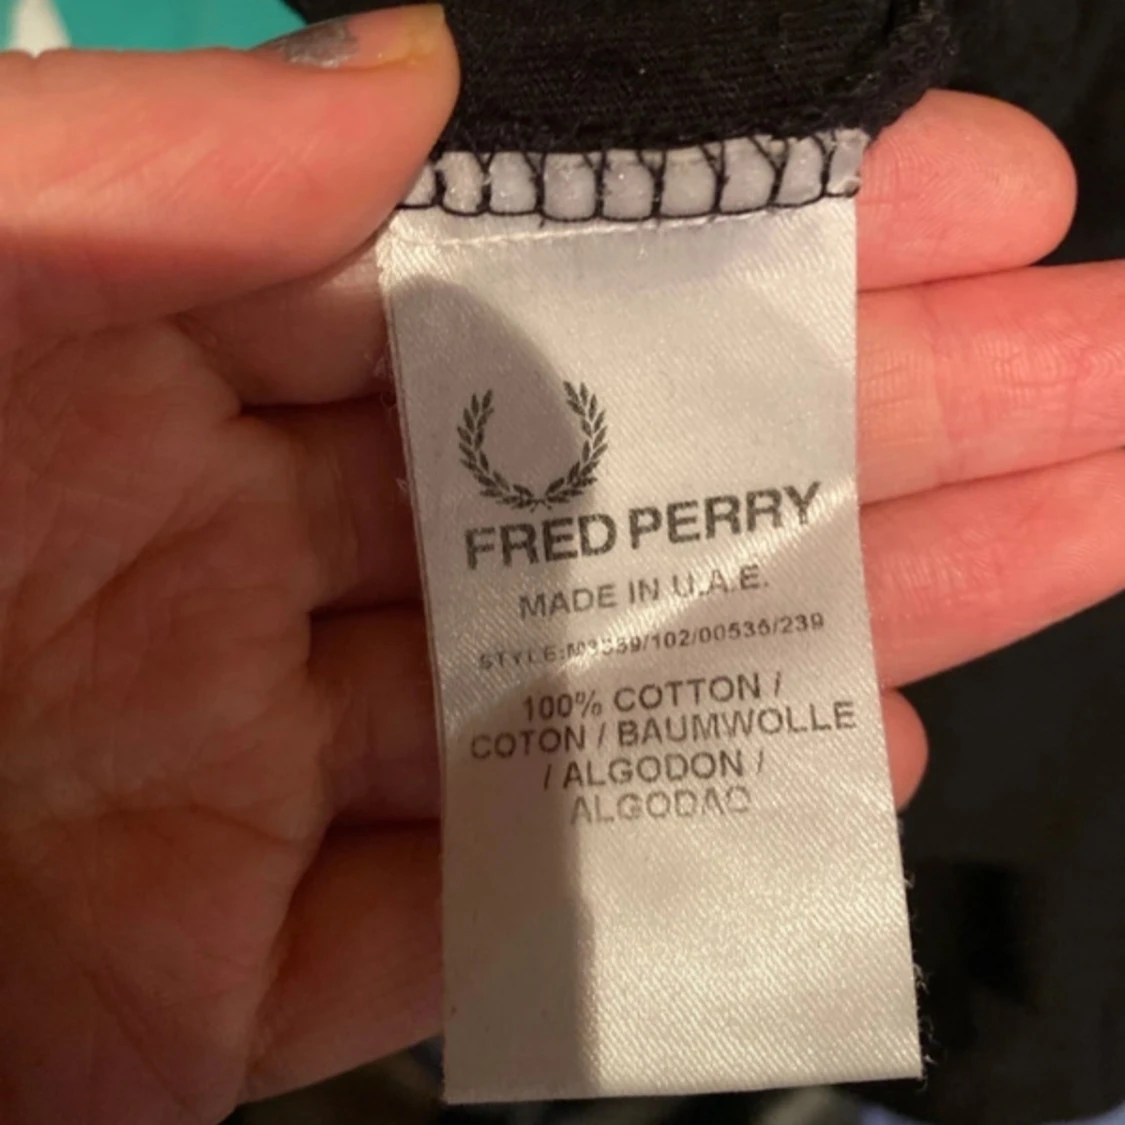 FRED PERRY
MADE IN U.A.E.
100% COTTON /
COTON / BAUMWOLLE
/ ALGODON /
ALGODAO